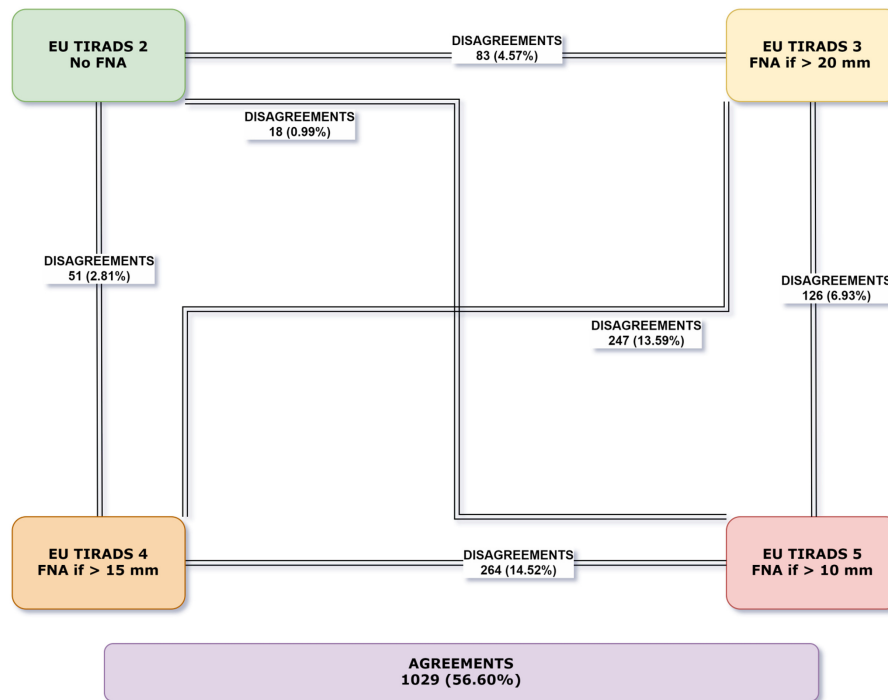 EU TIRADS 2
No FNA
DISAGREEMENTS
83 (4.57%)
EU TIRADS 3
FNA if > 20 mm
DISAGREEMENTS
18 (0.99%)
DISAGREEMENTS
51 (2.81%)
DISAGREEMENTS
126 (6.93%)
DISAGREEMENTS
247 (13.59%)
EU TIRADS 4
FNA if > 15 mm
DISAGREEMENTS
264 (14.52%)
EU TIRADS 5
FNA if > 10 mm
AGREEMENTS
1029 (56.60%)